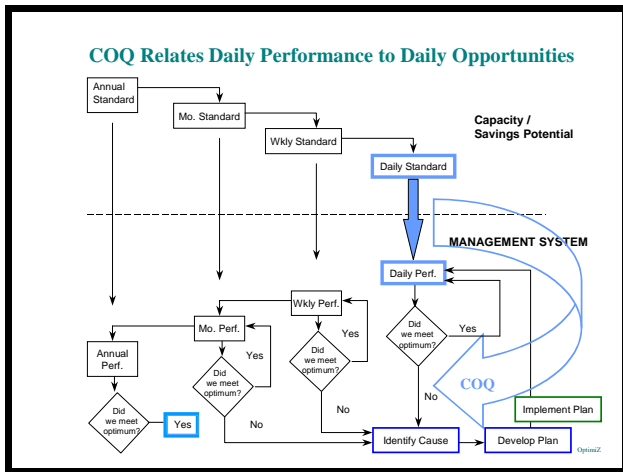 COQ Relates Daily Performance to Daily Opportunities
Annual
Standard
Mo. Standard
Wkly Standard
Daily Standard
Capacity /
Savings Potential
MANAGEMENT SYSTEM
Daily Perf.
Wkly Perf.
Mo. Perf.
Annual
Perf.
Did
we meet
optimum?
Yes
Did
we meet
optimum?
Yes
Did
we meet
optimum?
Yes
Did
we meet
optimum?
Yes
No
No
No
COQ
Implement Plan
Identify Cause
Develop Plan
OptimiZ